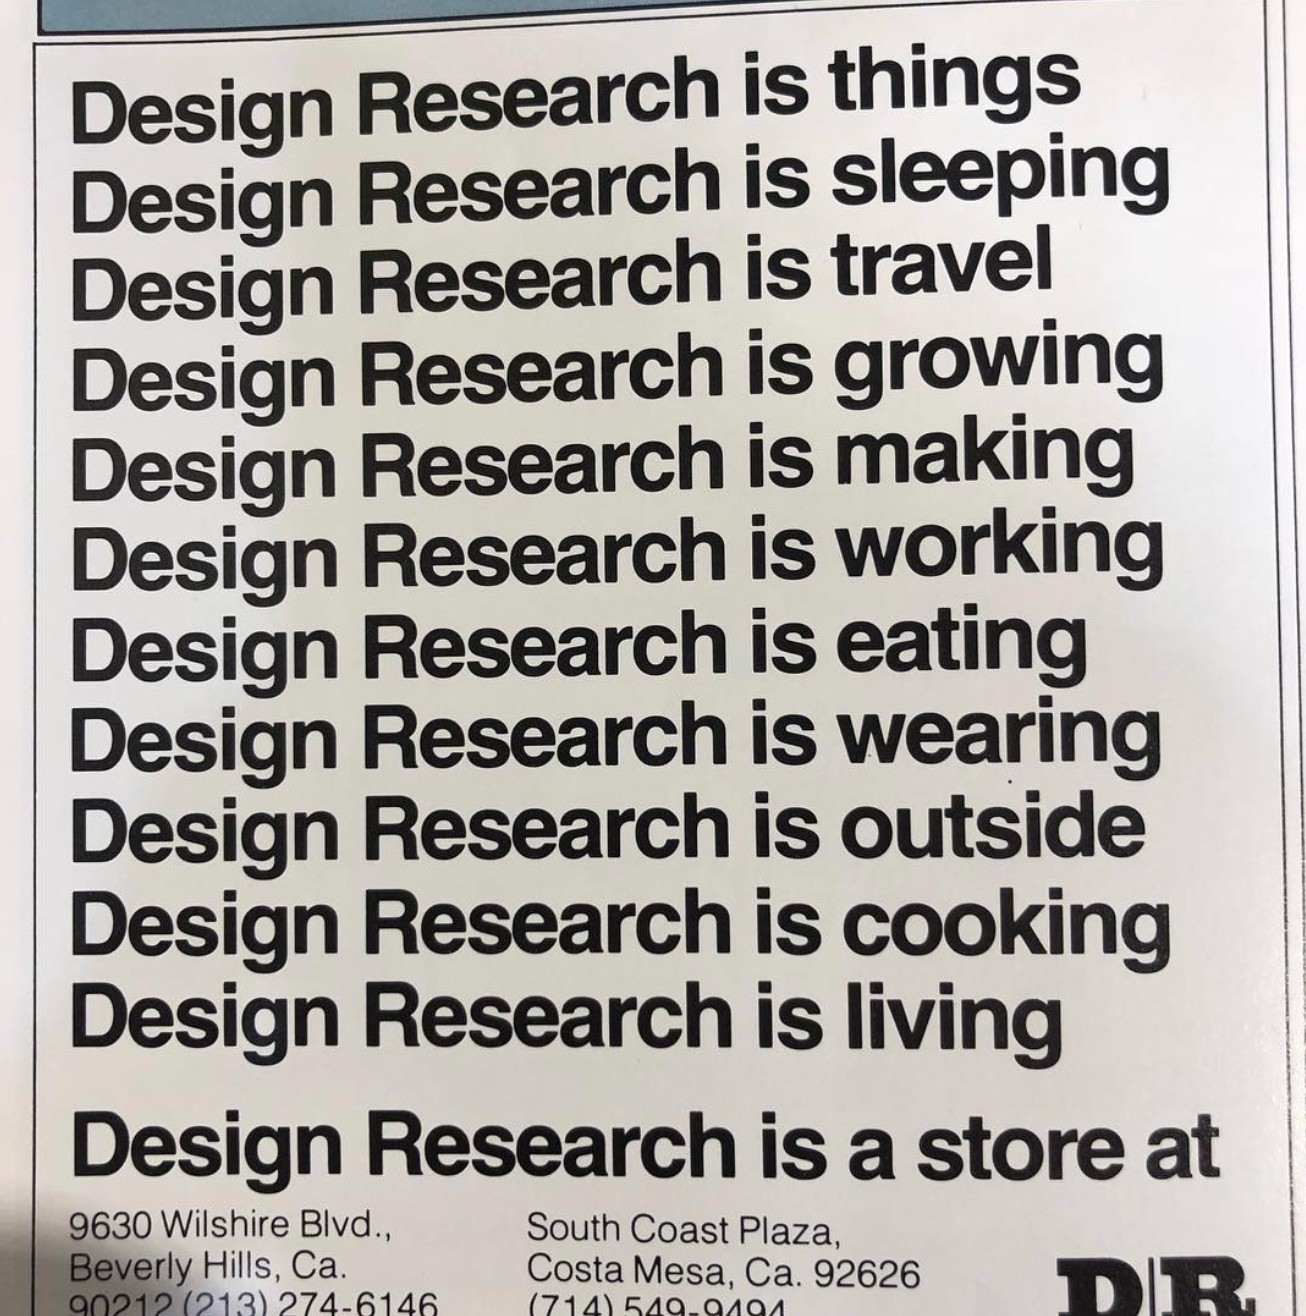 Design Research is things
Design Research is sleeping
Design Research is travel
Design Research is growing
Design Research is making
Design Research is working
Design Research is eating
Design Research is wearing
Design Research is outside
Design Research is cooking
Design Research is living
Design Research is a store at
9630 Wilshire Blvd.,
Beverly Hills, Ca.
90212 (213) 274-6146
South Coast Plaza,
Costa Mesa, Ca. 92626
(714) 549-9494
D|R.